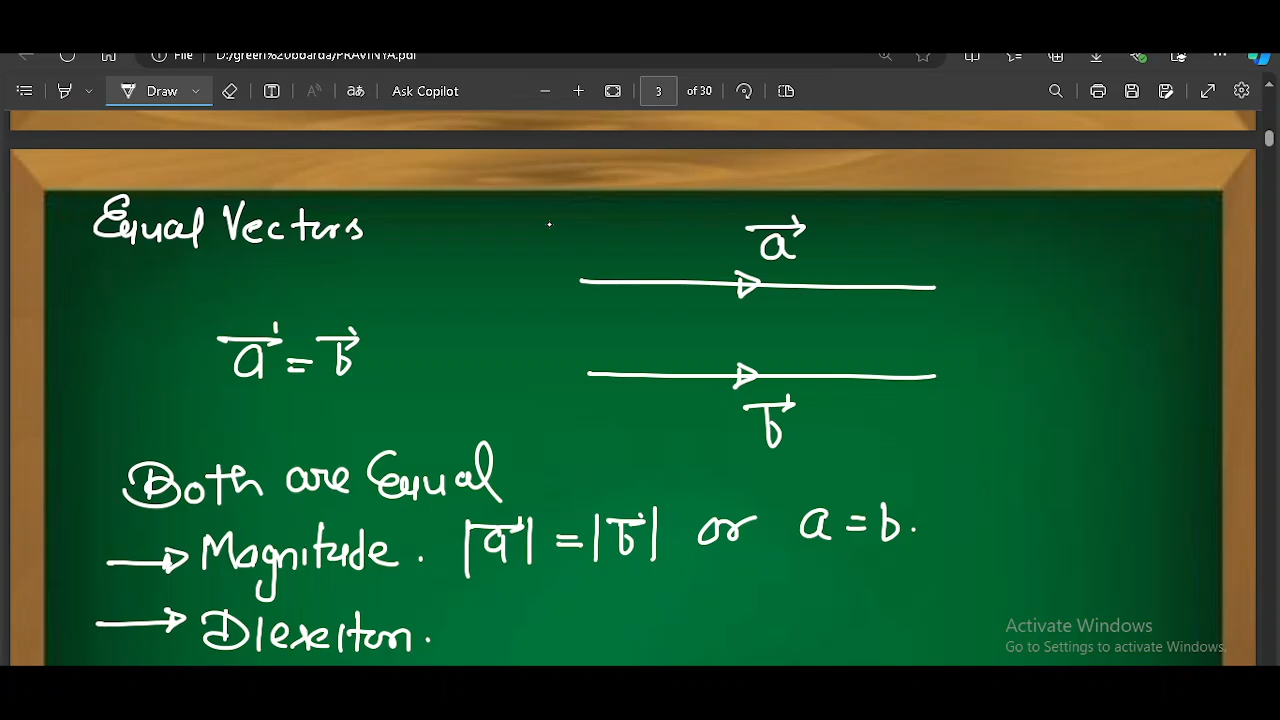 File D:/green%20boarda/PRAVINYA.pdf
Draw Ask Copilot 3 of 30
Equal Vectors
a
a = b
b
Both are Equal
→ Magnitude. |a| = |b| or a = b.
→ Direction.
Activate Windows
Go to Settings to activate Windows.